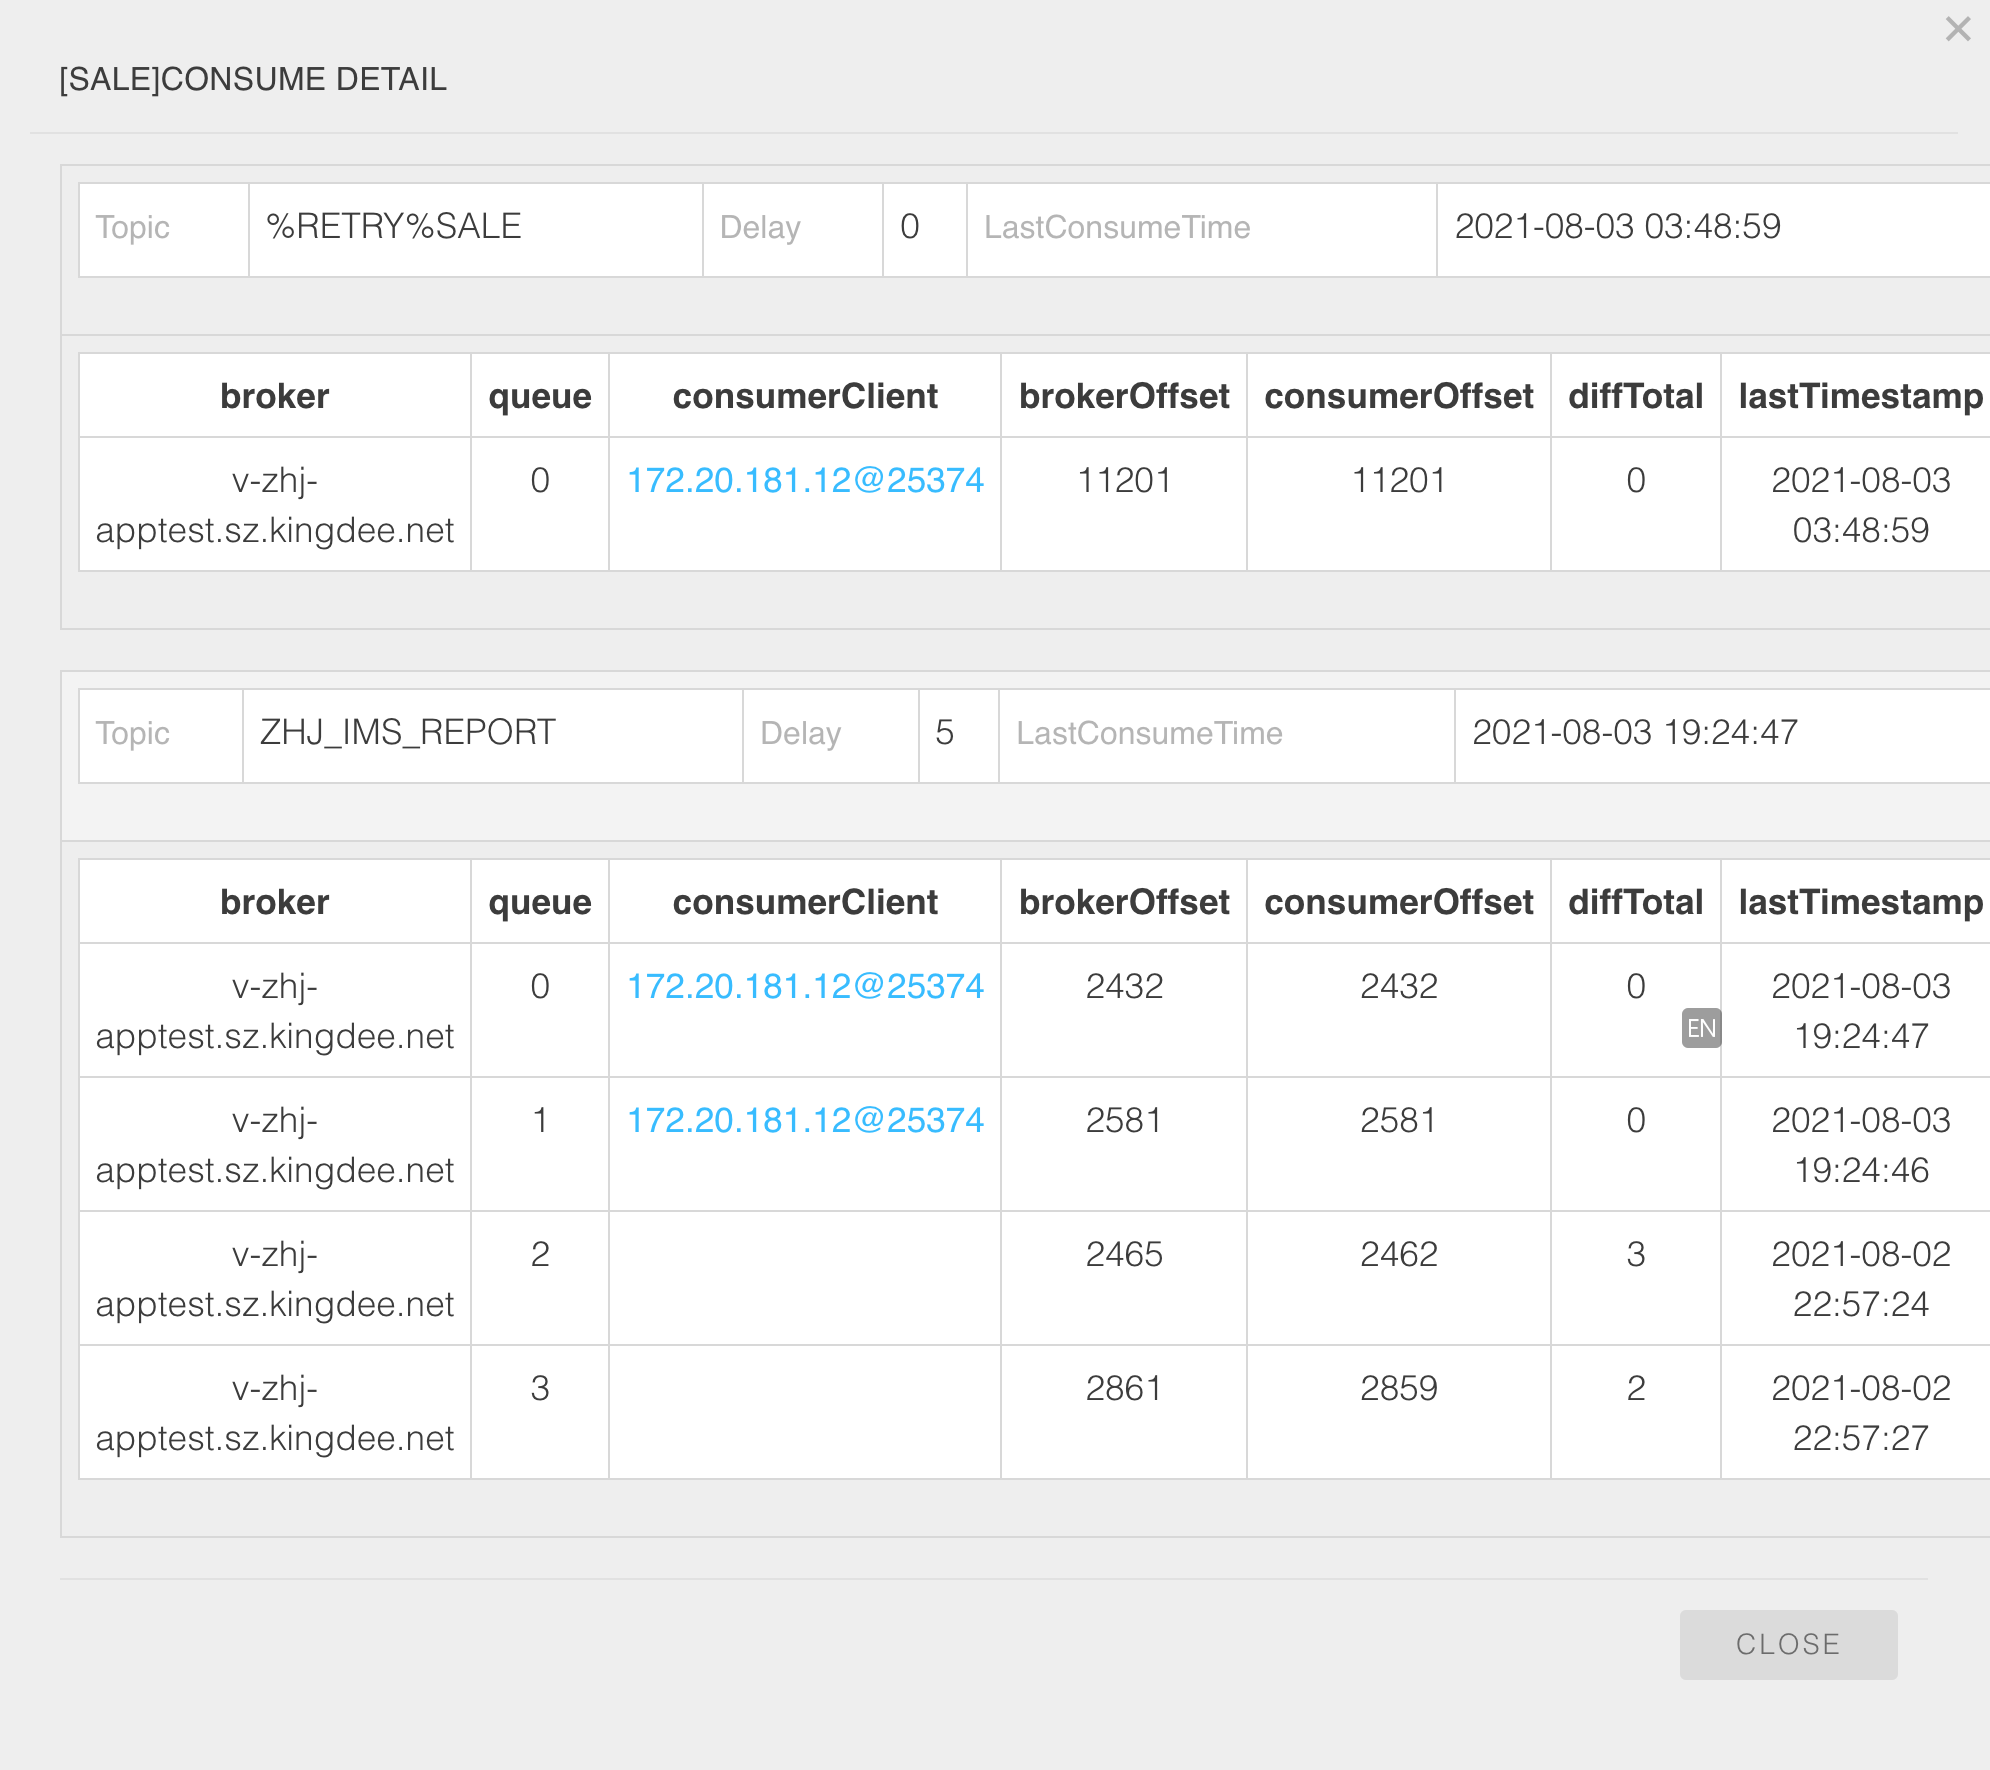 [SALE]CONSUME DETAIL
Topic %RETRY%SALE Delay 0 LastConsumeTime 2021-08-03 03:48:59
broker queue consumerClient brokerOffset consumerOffset diffTotal lastTimestamp
v-zhj- 0 172.20.181.12@25374 11201 11201 0 2021-08-03
apptest.sz.kingdee.net 03:48:59
Topic ZHJ_IMS_REPORT Delay 5 LastConsumeTime 2021-08-03 19:24:47
broker queue consumerClient brokerOffset consumerOffset diffTotal lastTimestamp
v-zhj- 0 172.20.181.12@25374 2432 2432 0 2021-08-03
apptest.sz.kingdee.net EN 19:24:47
v-zhj- 1 172.20.181.12@25374 2581 2581 0 2021-08-03
apptest.sz.kingdee.net 19:24:46
v-zhj- 2 2465 2462 3 2021-08-02
apptest.sz.kingdee.net 22:57:24
v-zhj- 3 2861 2859 2 2021-08-02
apptest.sz.kingdee.net 22:57:27
CLOSE